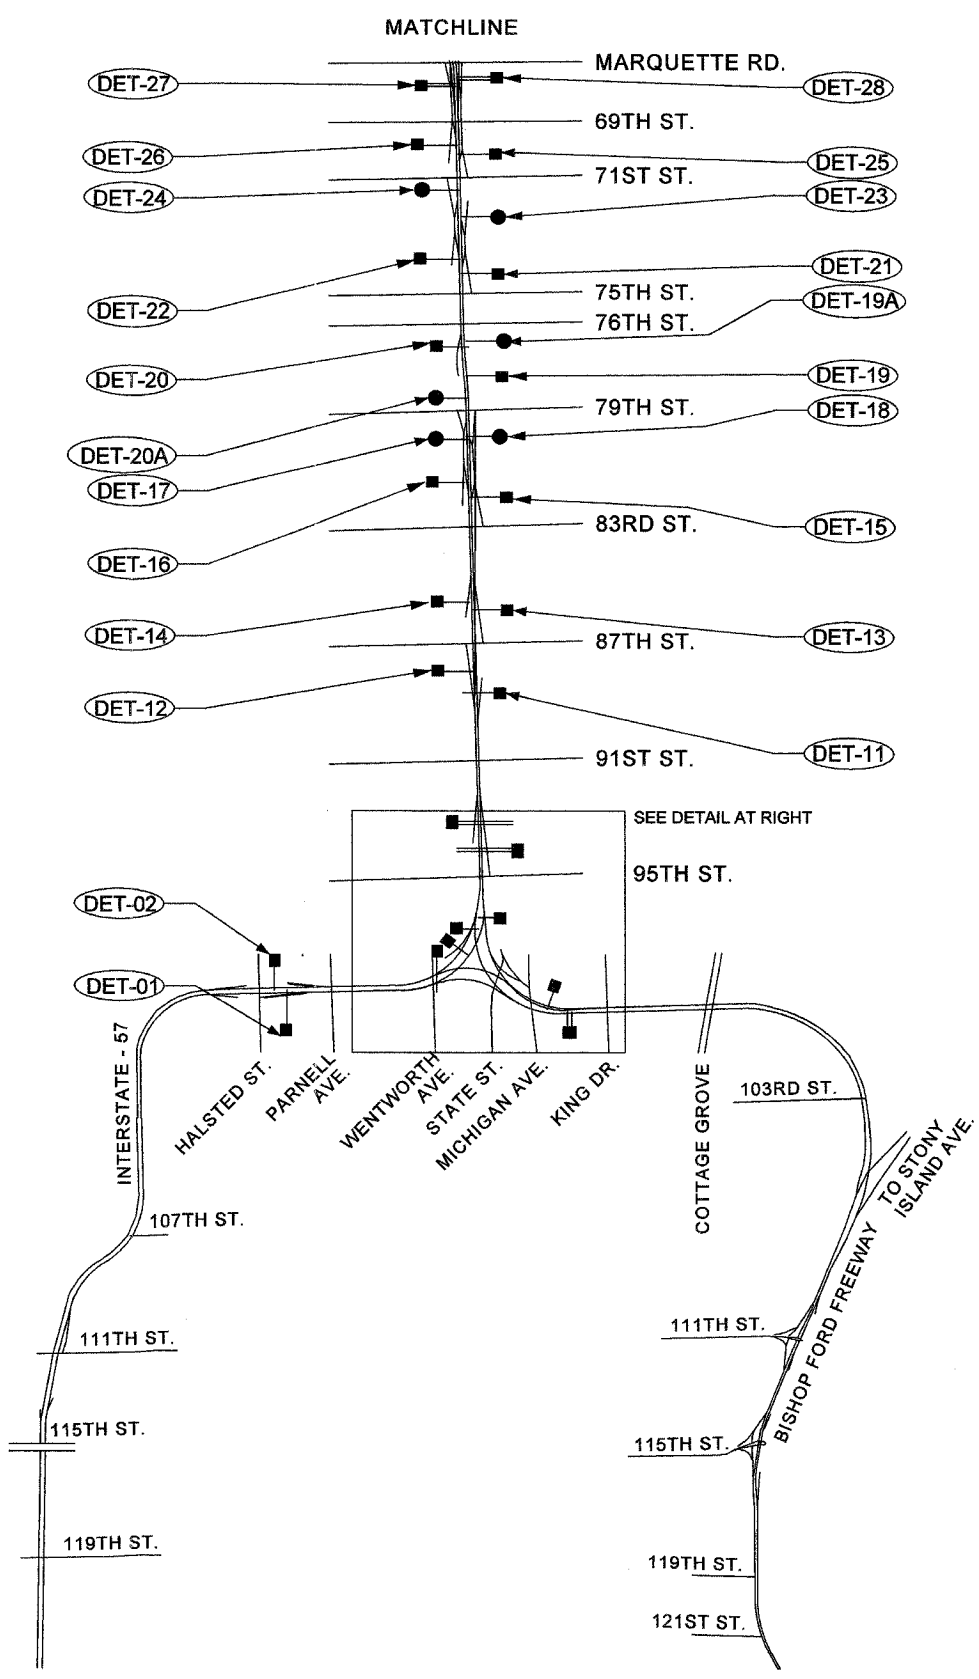 MATCHLINE
MARQUETTE RD.
DET-27
DET-28
69TH ST.
DET-26
DET-25
71ST ST.
DET-24
DET-23
DET-21
75TH ST.
DET-22
DET-19A
76TH ST.
DET-20
DET-19
79TH ST.
DET-18
DET-20A
DET-17
83RD ST.
DET-15
DET-16
DET-14
DET-13
87TH ST.
DET-12
91ST ST.
DET-11
SEE DETAIL AT RIGHT
95TH ST.
DET-02
DET-01
INTERSTATE - 57
HALSTED ST.
PARNELL
AVE.
WENTWORTH
AVE.
STATE ST.
MICHIGAN AVE.
KING DR.
COTTAGE GROVE
103RD ST.
TO STONY
ISLAND AVE.
107TH ST.
BISHOP FORD FREEWAY
111TH ST.
111TH ST.
115TH ST.
115TH ST.
119TH ST.
119TH ST.
121ST ST.